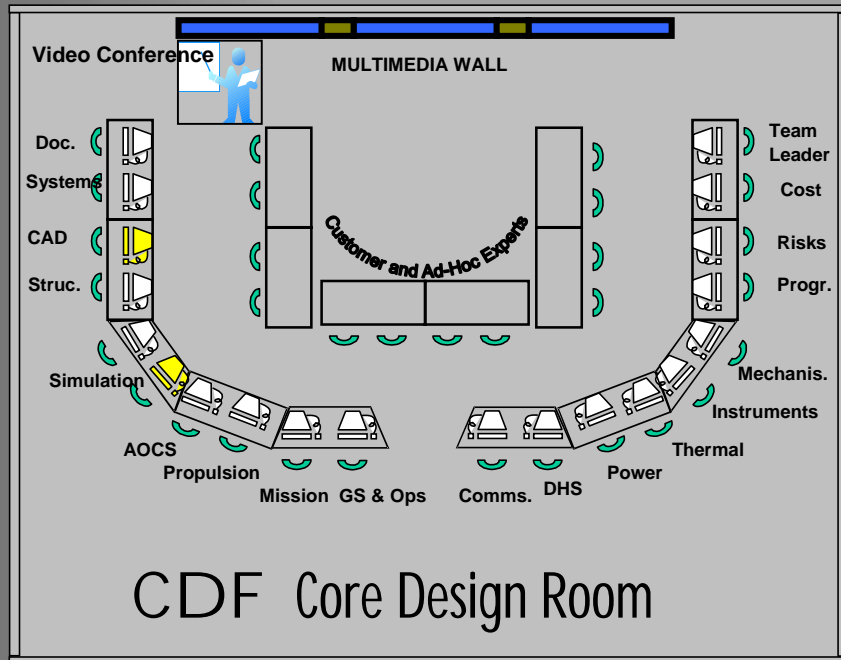 Video Conference
MULTIMEDIA WALL
Doc.
Systems
CAD
Struc.
Simulation
AOCS
Propulsion
Mission
GS & Ops
Customer and Ad-Hoc Experts
Team
Leader
Cost
Risks
Progr.
Mechanis.
Instruments
Thermal
Power
DHS
Comms.
CDF Core Design Room